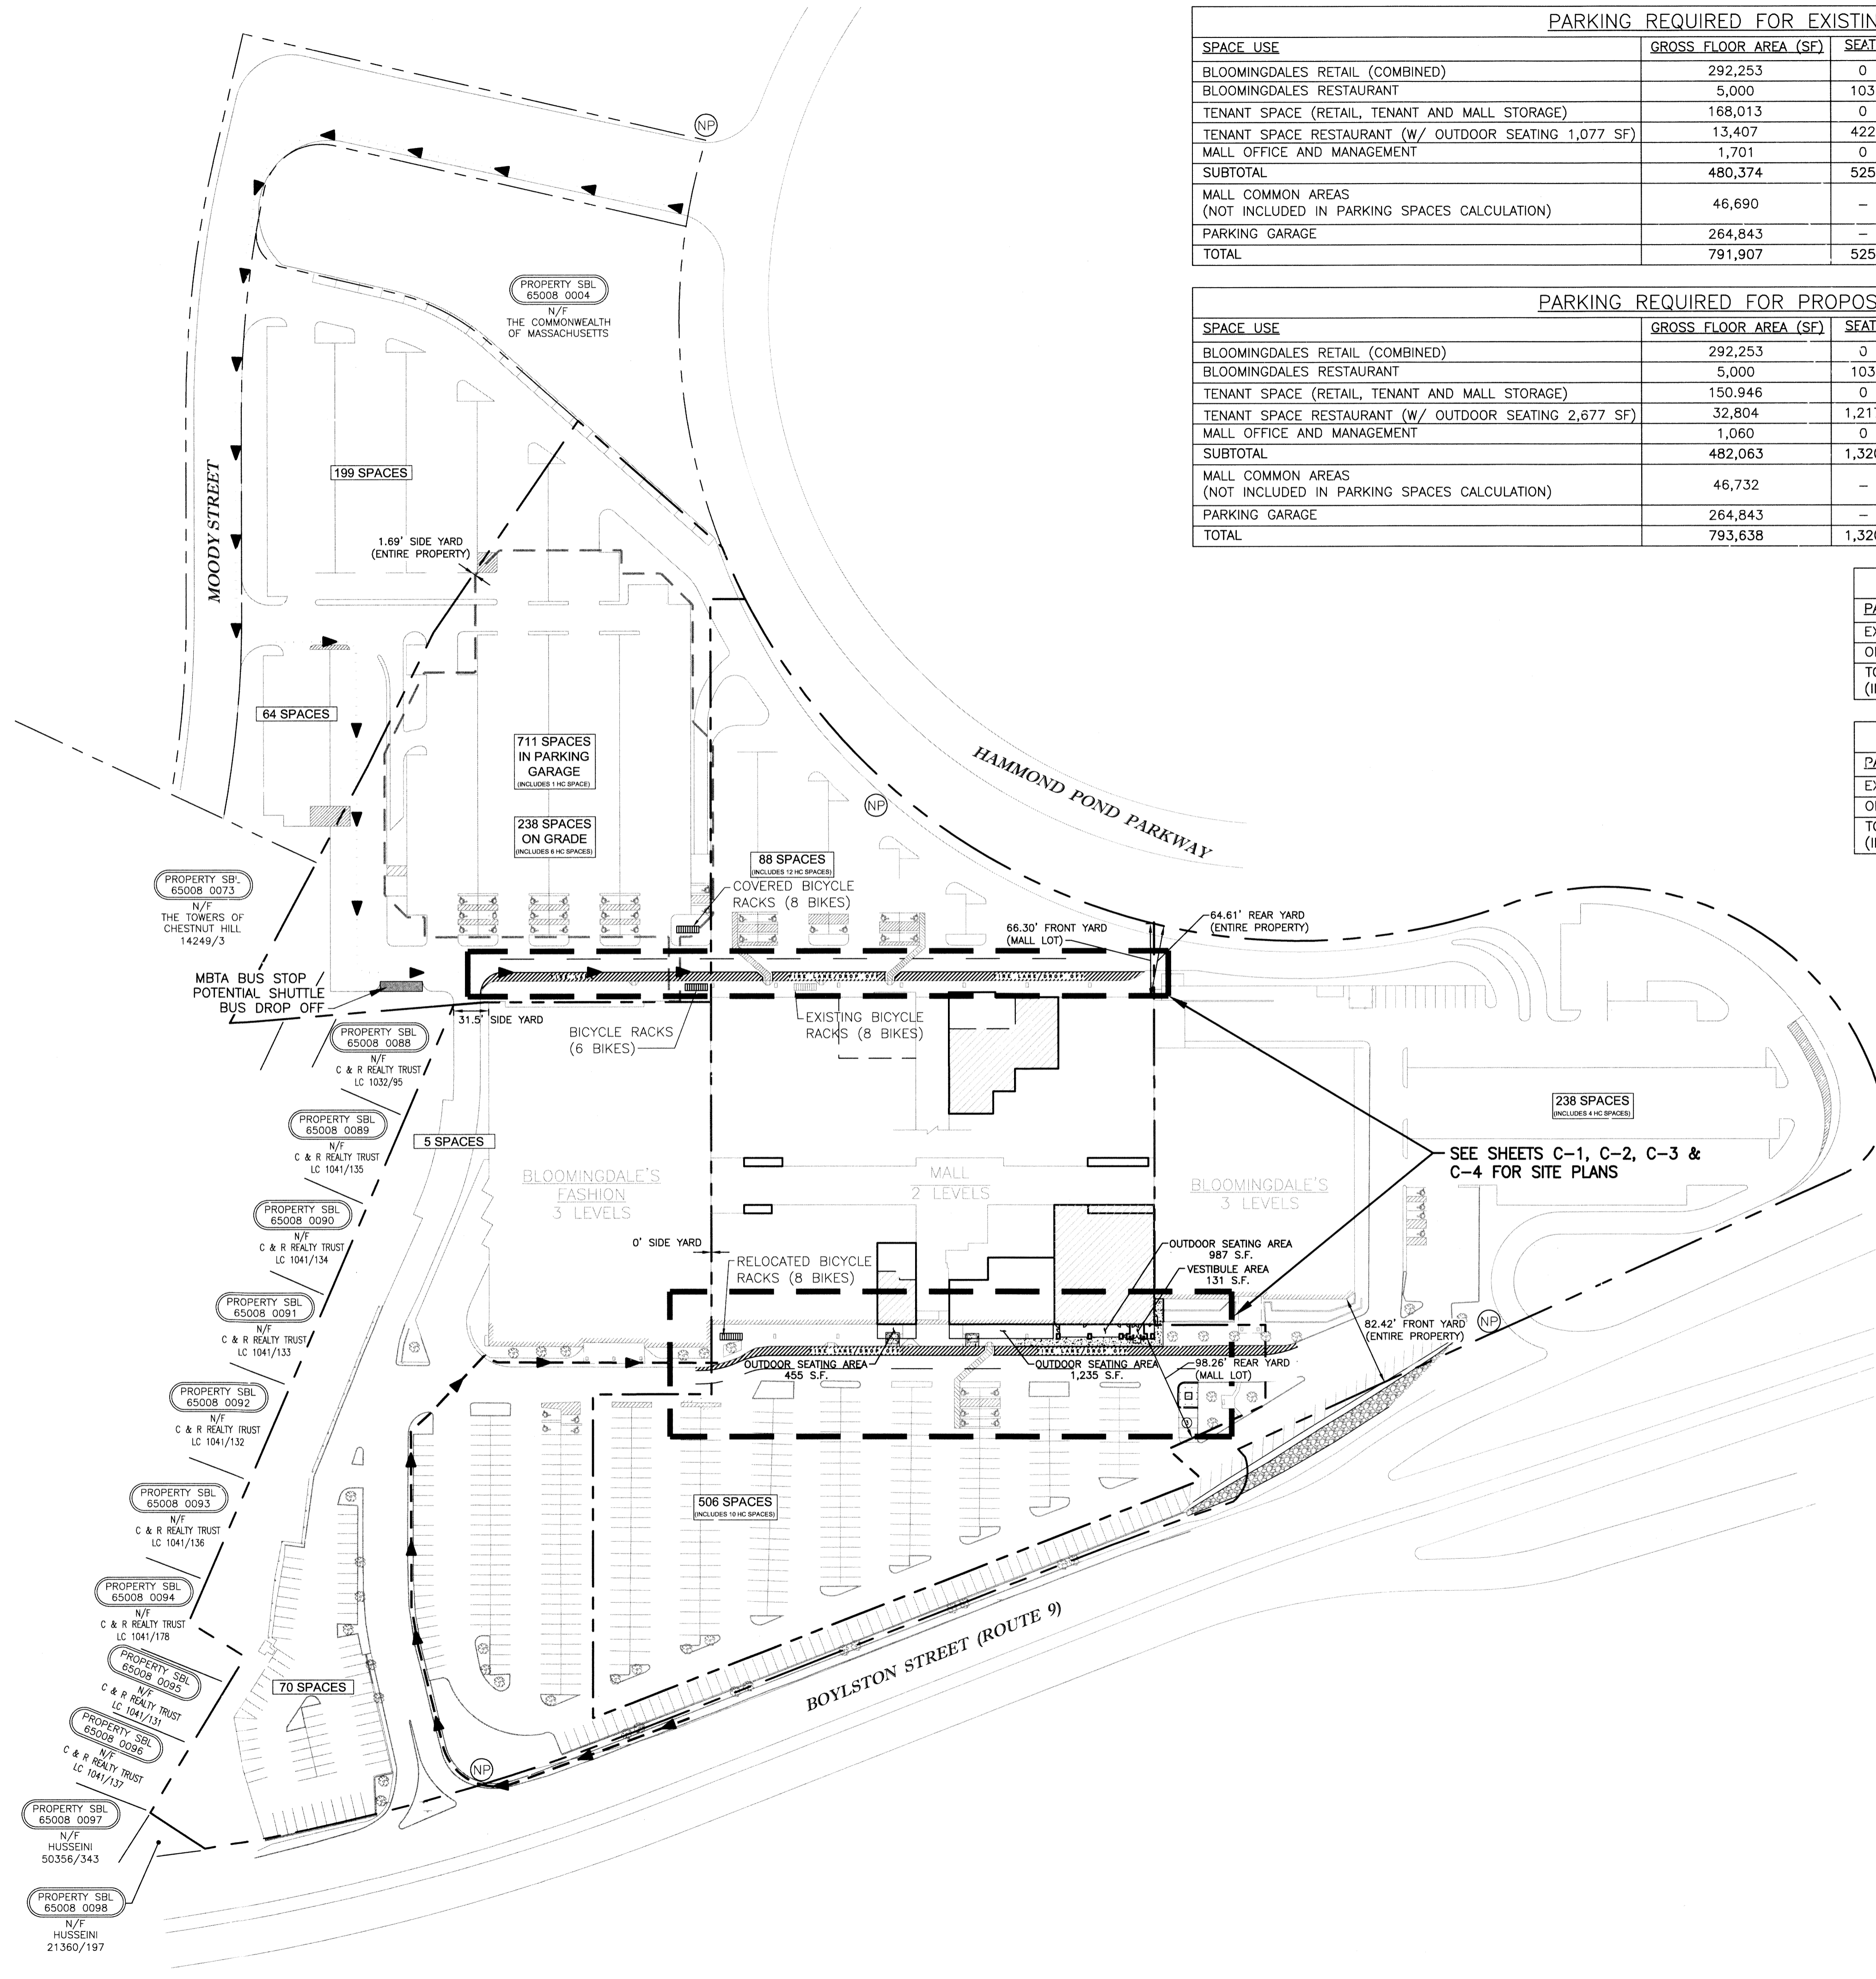 PARKING REQUIRED FOR EXISTIN
SPACE USE GROSS FLOOR AREA (SF) SEAT
BLOOMINGDALES RETAIL (COMBINED) 292,253 0
BLOOMINGDALES RESTAURANT 5,000 103
TENANT SPACE (RETAIL, TENANT AND MALL STORAGE) 168,013 0
TENANT SPACE RESTAURANT (W/ OUTDOOR SEATING 1,077 SF) 13,407 422
MALL OFFICE AND MANAGEMENT 1,701 0
SUBTOTAL 480,374 525
MALL COMMON AREAS
(NOT INCLUDED IN PARKING SPACES CALCULATION) 46,690 –
PARKING GARAGE 264,843 –
TOTAL 791,907 525
PARKING REQUIRED FOR PROPOS
SPACE USE GROSS FLOOR AREA (SF) SEAT
BLOOMINGDALES RETAIL (COMBINED) 292,253 0
BLOOMINGDALES RESTAURANT 5,000 103
TENANT SPACE (RETAIL, TENANT AND MALL STORAGE) 150.946 0
TENANT SPACE RESTAURANT (W/ OUTDOOR SEATING 2,677 SF) 32,804 1,217
MALL OFFICE AND MANAGEMENT 1,060 0
SUBTOTAL 482,063 1,320
MALL COMMON AREAS
(NOT INCLUDED IN PARKING SPACES CALCULATION) 46,732 –
PARKING GARAGE 264,843 –
TOTAL 793,638 1,320
PA
EX
TO
(II
PA
EX
TO
(II
NP
PROPERTY SBL
65008 0004
N/F
THE COMMONWEALTH
OF MASSACHUSETTS
MOODY STREET
199 SPACES
1.69' SIDE YARD
(ENTIRE PROPERTY)
64 SPACES
711 SPACES
IN PARKING
GARAGE
(INCLUDES 1 HC SPACE)
238 SPACES
ON GRADE
(INCLUDES 6 HC SPACES)
HAMMOND POND PARKWAY
NP
88 SPACES
(INCLUDES 12 HC SPACES)
COVERED BICYCLE
RACKS (8 BIKES)
PROPERTY SBL
65008 0073
N/F
THE TOWERS OF
CHESTNUT HILL
14249/3
66.30' FRONT YARD
(MALL LOT)
64.61' REAR YARD
(ENTIRE PROPERTY)
MBTA BUS STOP
POTENTIAL SHUTTLE
BUS DROP OFF
31.5' SIDE YARD
BICYCLE RACKS
(6 BIKES)
EXISTING BICYCLE
RACKS (8 BIKES)
PROPERTY SBL
65008 0088
N/F
C & R REALTY TRUST
LC 1032/95
PROPERTY SBL
65008 0089
N/F
C & R REALTY TRUST
LC 1041/135
5 SPACES
238 SPACES
(INCLUDES 4 HC SPACES)
SEE SHEETS C-1, C-2, C-3 &
C-4 FOR SITE PLANS
BLOOMINGDALE'S
FASHION
3 LEVELS
MALL
2 LEVELS
BLOOMINGDALE'S
3 LEVELS
PROPERTY SBL
65008 0090
N/F
C & R REALTY TRUST
LC 1041/134
0' SIDE YARD
RELOCATED BICYCLE
RACKS (8 BIKES)
OUTDOOR SEATING AREA
987 S.F.
VESTIBULE AREA
131 S.F.
PROPERTY SBL
65008 0091
N/F
C & R REALTY TRUST
LC 1041/133
82.42' FRONT YARD
(ENTIRE PROPERTY)
NP
OUTDOOR SEATING AREA
455 S.F.
OUTDOOR SEATING AREA
1,235 S.F.
98.26' REAR YARD
(MALL LOT)
PROPERTY SBL
65008 0092
N/F
C & R REALTY TRUST
LC 1041/132
PROPERTY SBL
65008 0093
N/F
C & R REALTY TRUST
LC 1041/136
506 SPACES
(INCLUDES 10 HC SPACES)
PROPERTY SBL
65008 0094
N/F
C & R REALTY TRUST
LC 1041/178
PROPERTY SBL
65008 0095
N/F
C & R REALTY TRUST
LC 1041/131
70 SPACES
BOYLSTON STREET (ROUTE 9)
PROPERTY SBL
65008 0096
N/F
C & R REALTY TRUST
LC 1041/137
NP
PROPERTY SBL
65008 0097
N/F
HUSSEINI
50356/343
PROPERTY SBL
65008 0098
N/F
HUSSEINI
21360/197